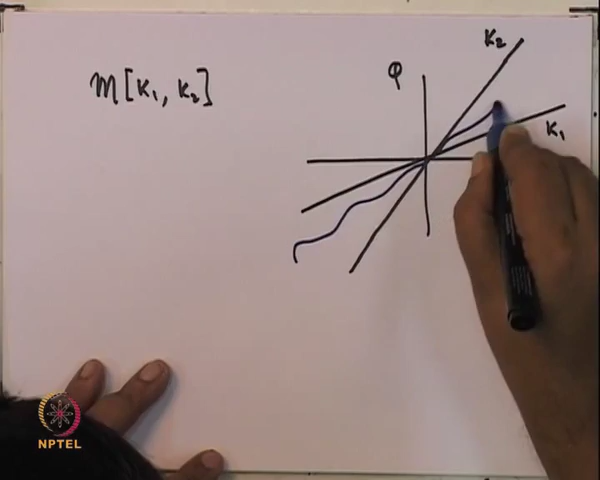 m[K₁, K₂]
φ
K₂
K₁
NPTEL